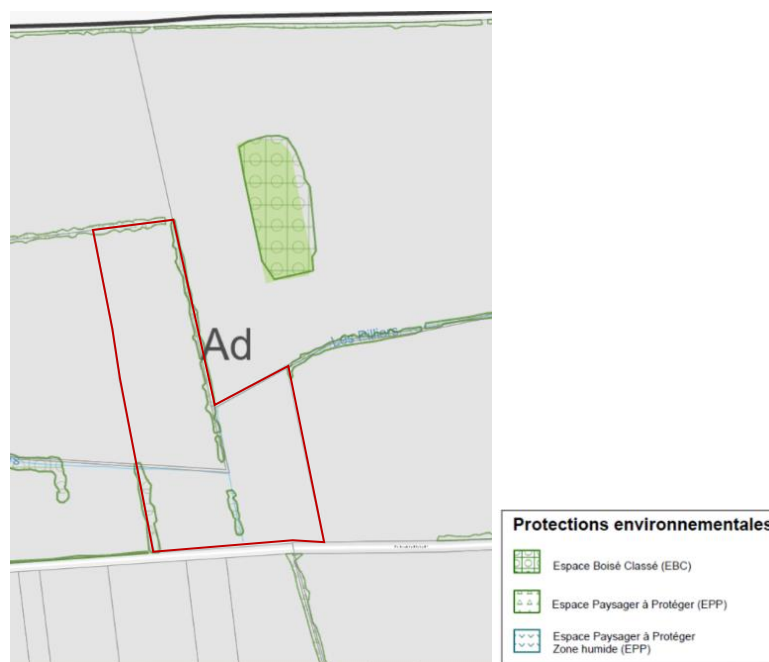 Ad
Protections environnementales
Espace Boisé Classé (EBC)
Espace Paysager à Protéger (EPP)
Espace Paysager à Protéger
Zone humide (EPP)